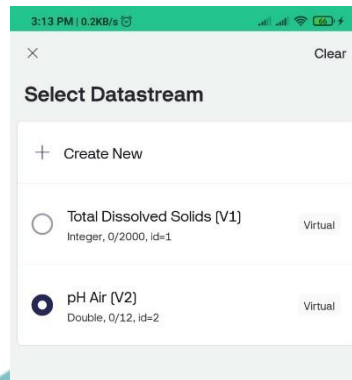 3:13 PM | 0.2KB/s
66
Clear
Select Datastream
Create New
Total Dissolved Solids (V1)
Integer, 0/2000, id=1
Virtual
pH Air (V2)
Double, 0/12, id=2
Virtual